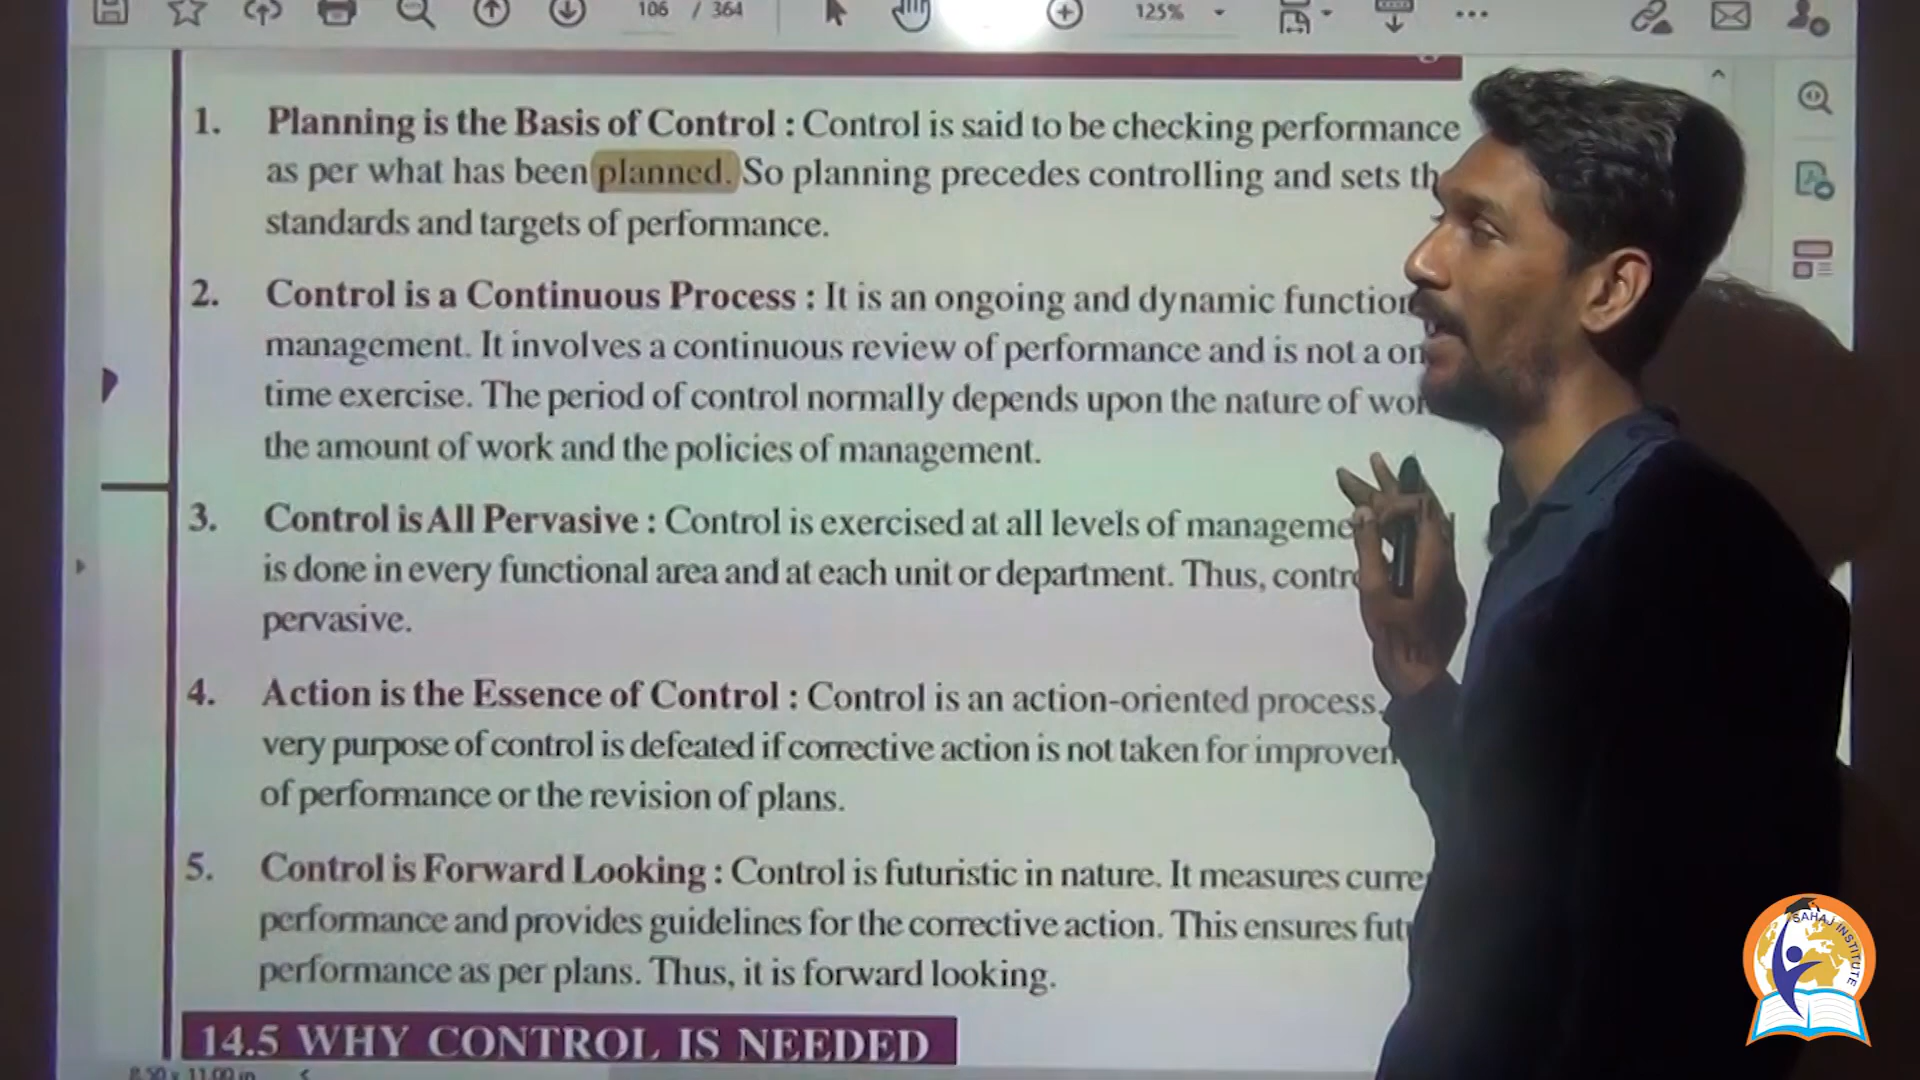 106 / 364
125%
1. Planning is the Basis of Control : Control is said to be checking performance
as per what has been planned. So planning precedes controlling and sets
standards and targets of performance.
2. Control is a Continuous Process : It is an ongoing and dynamic function
management. It involves a continuous review of performance and is not a
time exercise. The period of control normally depends upon the nature of
the amount of work and the policies of management.
3. Control is All Pervasive : Control is exercised at all levels of
is done in every functional area and at each unit or department. Thus,
pervasive.
4. Action is the Essence of Control : Control is an action-oriented process.
very purpose of control is defeated if corrective action is not taken for
of performance or the revision of plans.
5. Control is Forward Looking : Control is futuristic in nature. It measures
performance and provides guidelines for the corrective action. This ensures
performance as per plans. Thus, it is forward looking.
14.5 WHY CONTROL IS NEEDED
8.50 x 11.00 in
SAHAJ INSTITUTE